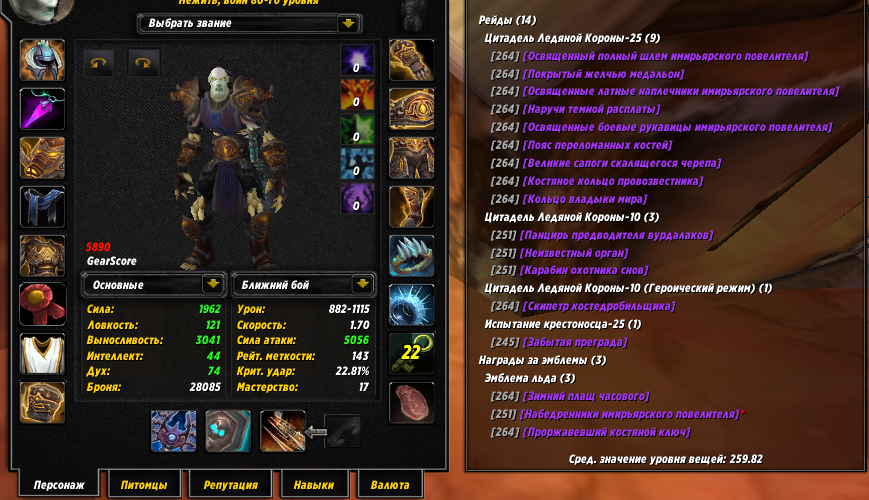 Нежить, воин 80-го уровня
Выбрать звание
0
0
0
0
0
5890
GearScore
22
Основные
Сила: 1962
Ловкость: 121
Выносливость: 3041
Интеллект: 44
Дух: 74
Броня: 28085
Ближний бой
Урон: 882-1115
Скорость: 1.70
Сила атаки: 5056
Рейт. меткости: 143
Крит. удар: 22.81%
Мастерство: 17
Персонаж
Питомцы
Репутация
Навыки
Валюта
Рейды (14)
Цитадель Ледяной Короны-25 (9)
[264] [Освященный полный шлем имирьярского повелителя]
[264] [Покрытый желчью медальон]
[264] [Освященные латные наплечники имирьярского повелителя]
[264] [Наручи темной расплаты]
[264] [Освященные боевые рукавицы имирьярского повелителя]
[264] [Пояс переломанных костей]
[264] [Великие сапоги скалящегося черепа]
[264] [Костяное кольцо провозвестника]
[264] [Кольцо владыки мира]
Цитадель Ледяной Короны-10 (3)
[251] [Панцирь предводителя вурдалаков]
[251] [Неизвестный орган]
[251] [Карабин охотника снов]
Цитадель Ледяной Короны-10 (Героический режим) (1)
[264] [Скипетр костедробильщика]
Испытание крестоносца-25 (1)
[245] [Забытая преграда]
Награды за эмблемы (3)
Эмблема льда (3)
[264] [Зимний плащ часового]
[251] [Набедренники имирьярского повелителя]*
[264] [Проржавевший костяной ключ]
Сред. значение уровня вещей: 259.82